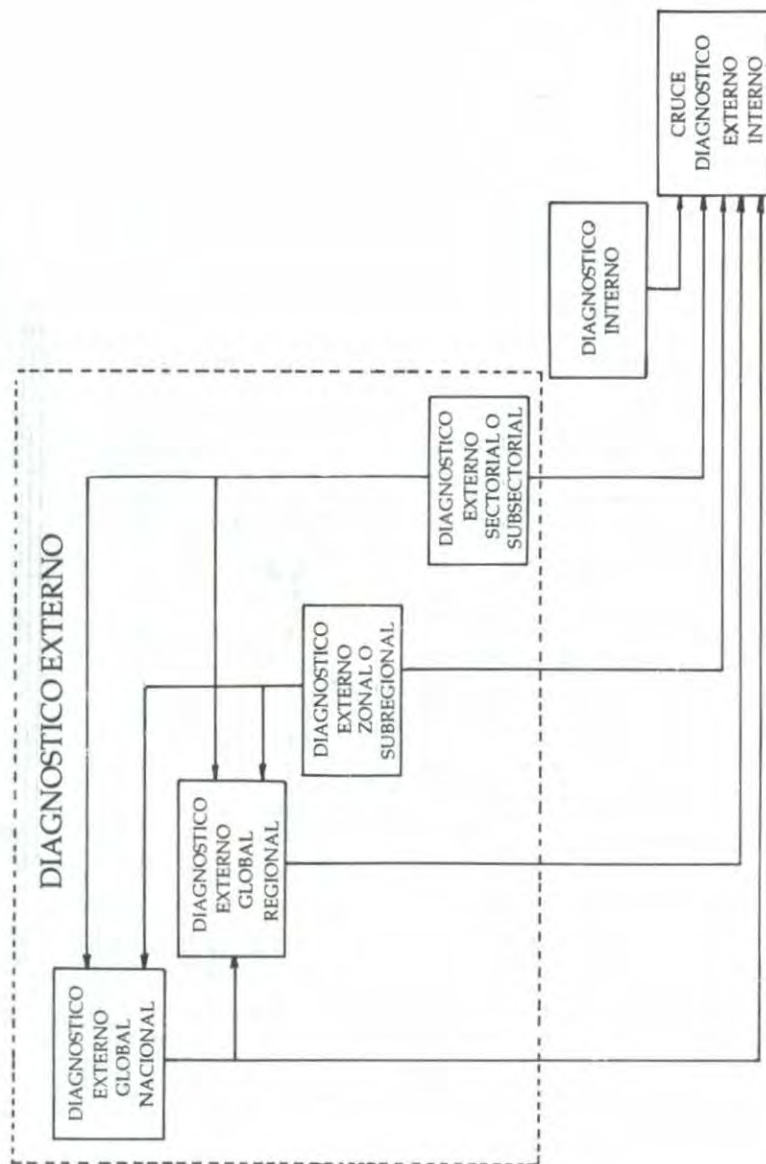 DIAGNOSTICO EXTERNO
DIAGNOSTICO
EXTERNO
GLOBAL
NACIONAL
DIAGNOSTICO
EXTERNO
GLOBAL
REGIONAL
DIAGNOSTICO
EXTERNO
ZONAL O
SUBREGIONAL
DIAGNOSTICO
EXTERNO
SECTORIAL O
SUBSECTORIAL
DIAGNOSTICO
INTERNO
CRUCE
DIAGNOSTICO
EXTERNO
INTERNO